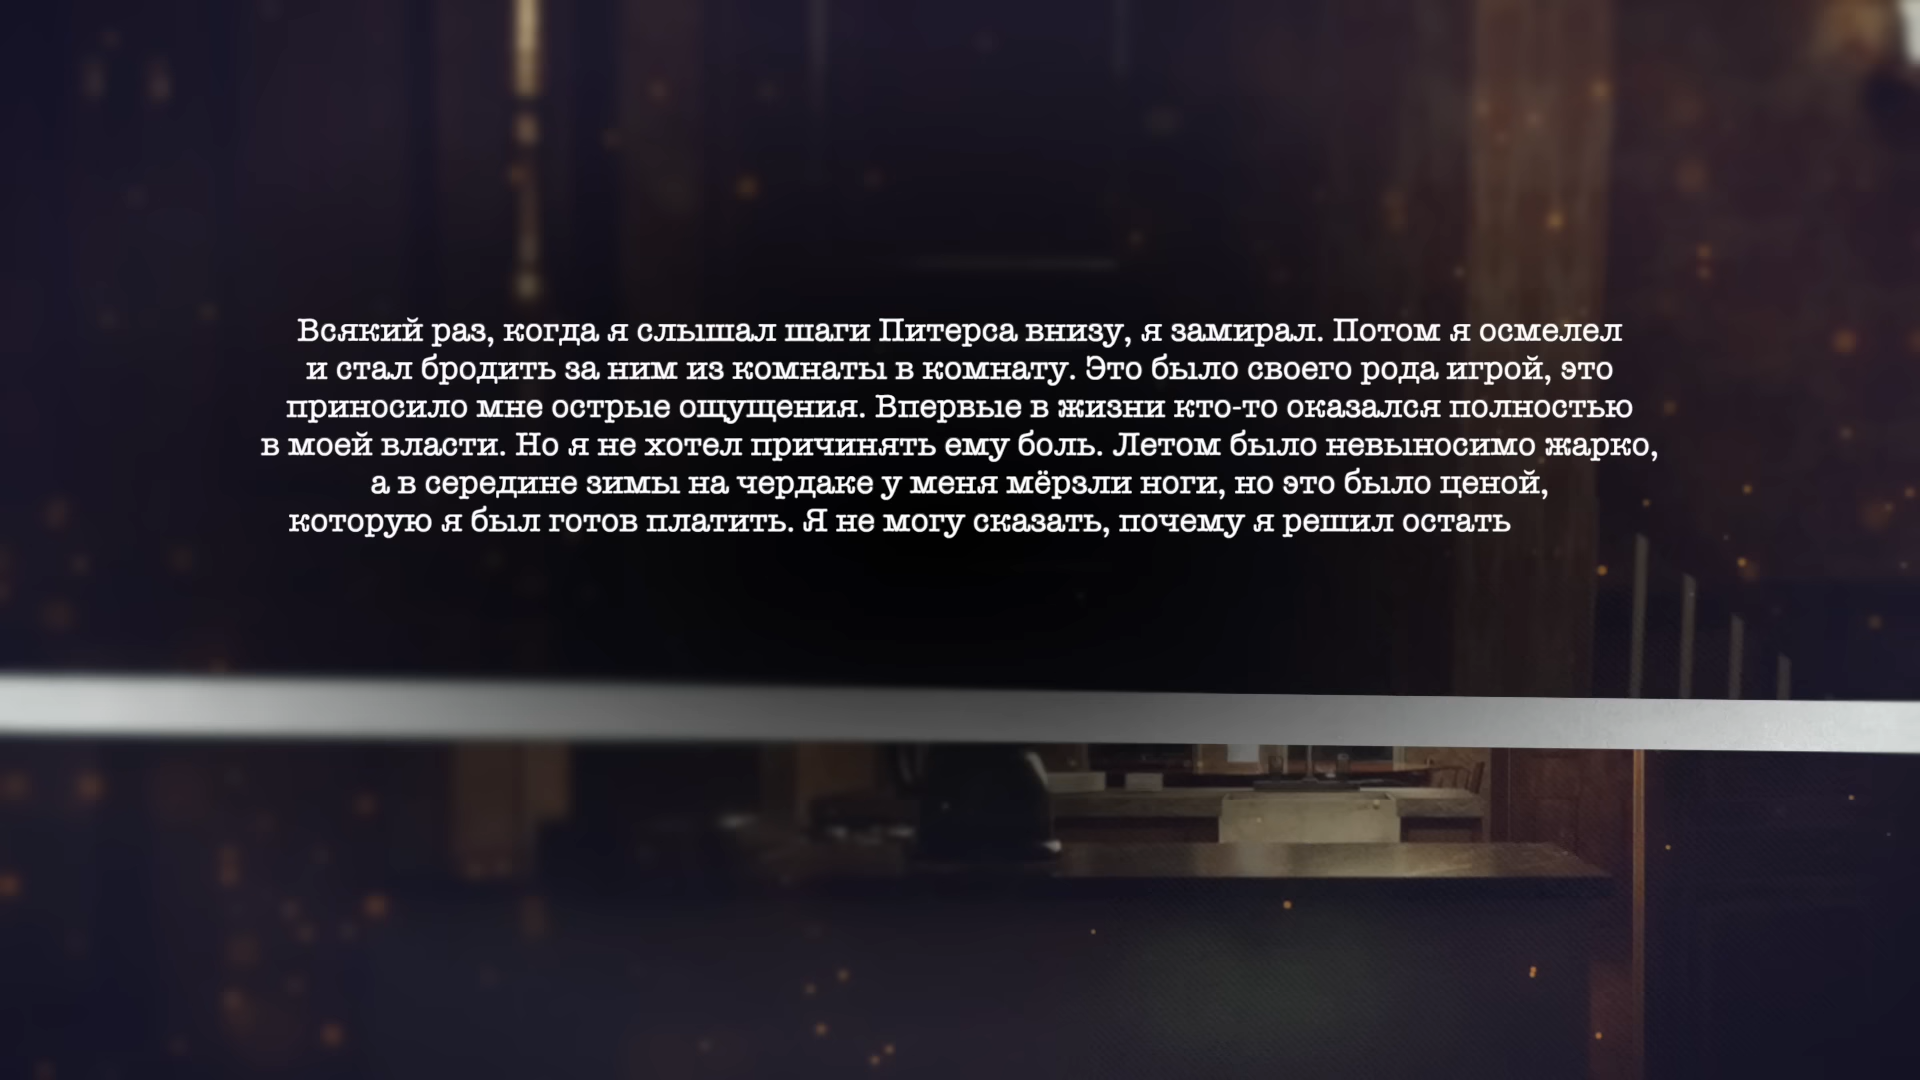 Всякий раз, когда я слышал шаги Питерса внизу, я замирал. Потом я осмелел
и стал бродить за ним из комнаты в комнату. Это было своего рода игрой, это
приносило мне острые ощущения. Впервые в жизни кто-то оказался полностью
в моей власти. Но я не хотел причинять ему боль. Летом было невыносимо жарко,
а в середине зимы на чердаке у меня мёрзли ноги, но это было ценой,
которую я был готов платить. Я не могу сказать, почему я решил остать